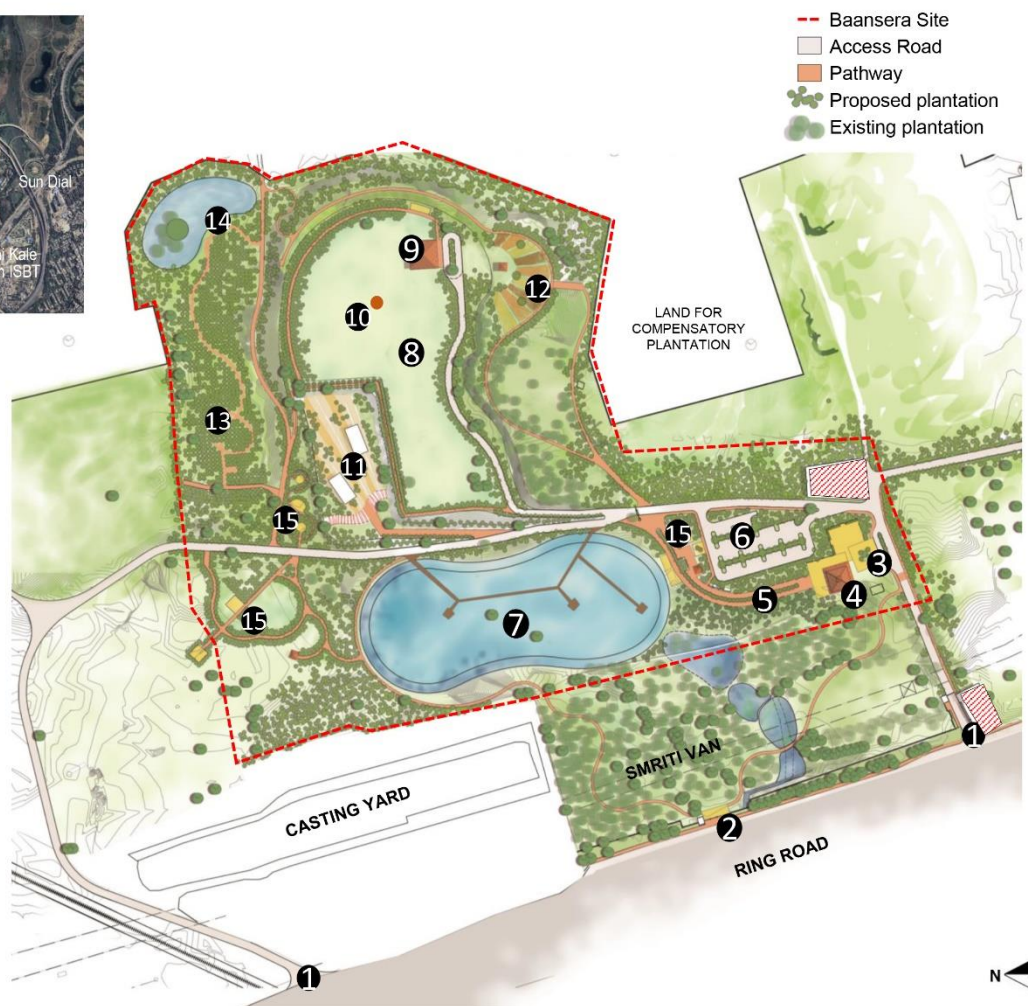 Baansera Site
Access Road
Pathway
Proposed plantation
Existing plantation
Sun Dial
Kale
ISBT
14
9
12
10
8
LAND FOR
COMPENSATORY
PLANTATION
13
11
15
15
6
3
5
4
15
7
SMRITI VAN
1
CASTING YARD
2
RING ROAD
1
N